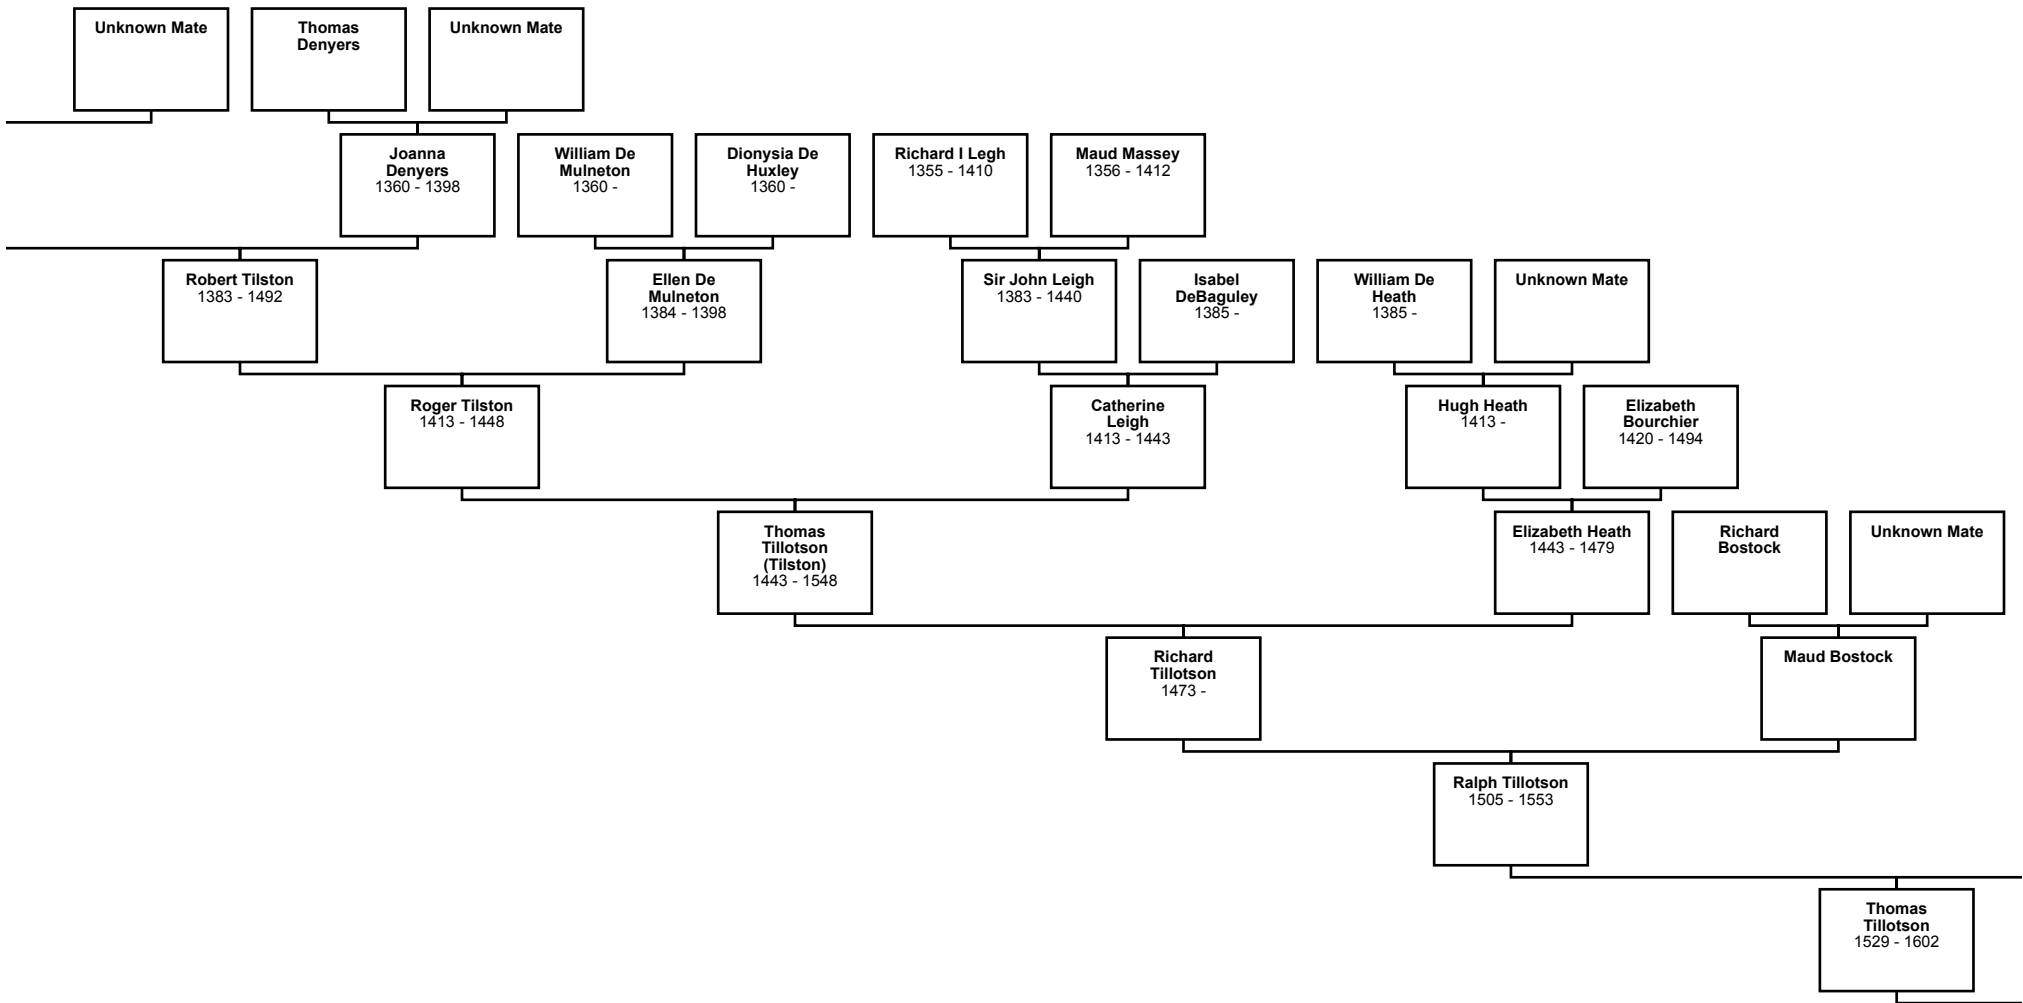 Unknown Mate
Thomas
Denyers
Unknown Mate
Joanna
Denyers
1360 - 1398
William De
Mulneton
1360 -
Dionysia De
Huxley
1360 -
Richard I Legh
1355 - 1410
Maud Massey
1356 - 1412
Robert Tilston
1383 - 1492
Ellen De
Mulneton
1384 - 1398
Sir John Leigh
1383 - 1440
Isabel
DeBaguley
1385 -
William De
Heath
1385 -
Unknown Mate
Roger Tilston
1413 - 1448
Catherine
Leigh
1413 - 1443
Hugh Heath
1413 -
Elizabeth
Bourchier
1420 - 1494
Thomas
Tillotson
(Tilston)
1443 - 1548
Elizabeth Heath
1443 - 1479
Richard
Bostock
Unknown Mate
Richard
Tillotson
1473 -
Maud Bostock
Ralph Tillotson
1505 - 1553
Thomas
Tillotson
1529 - 1602